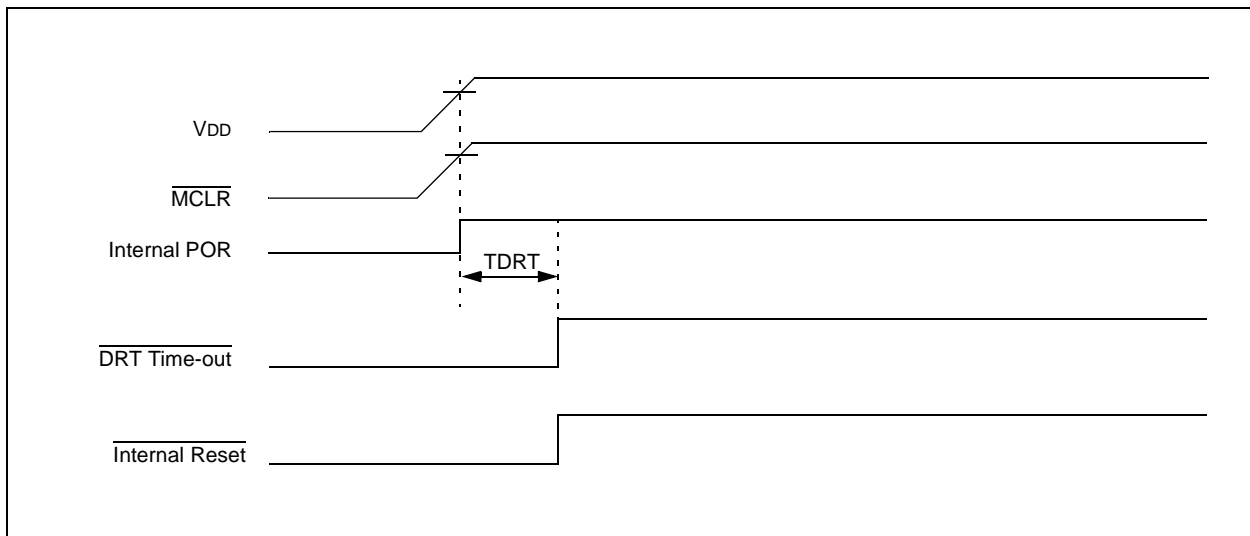 VDD
MCLR
Internal POR
TDRT
DRT Time-out
Internal Reset